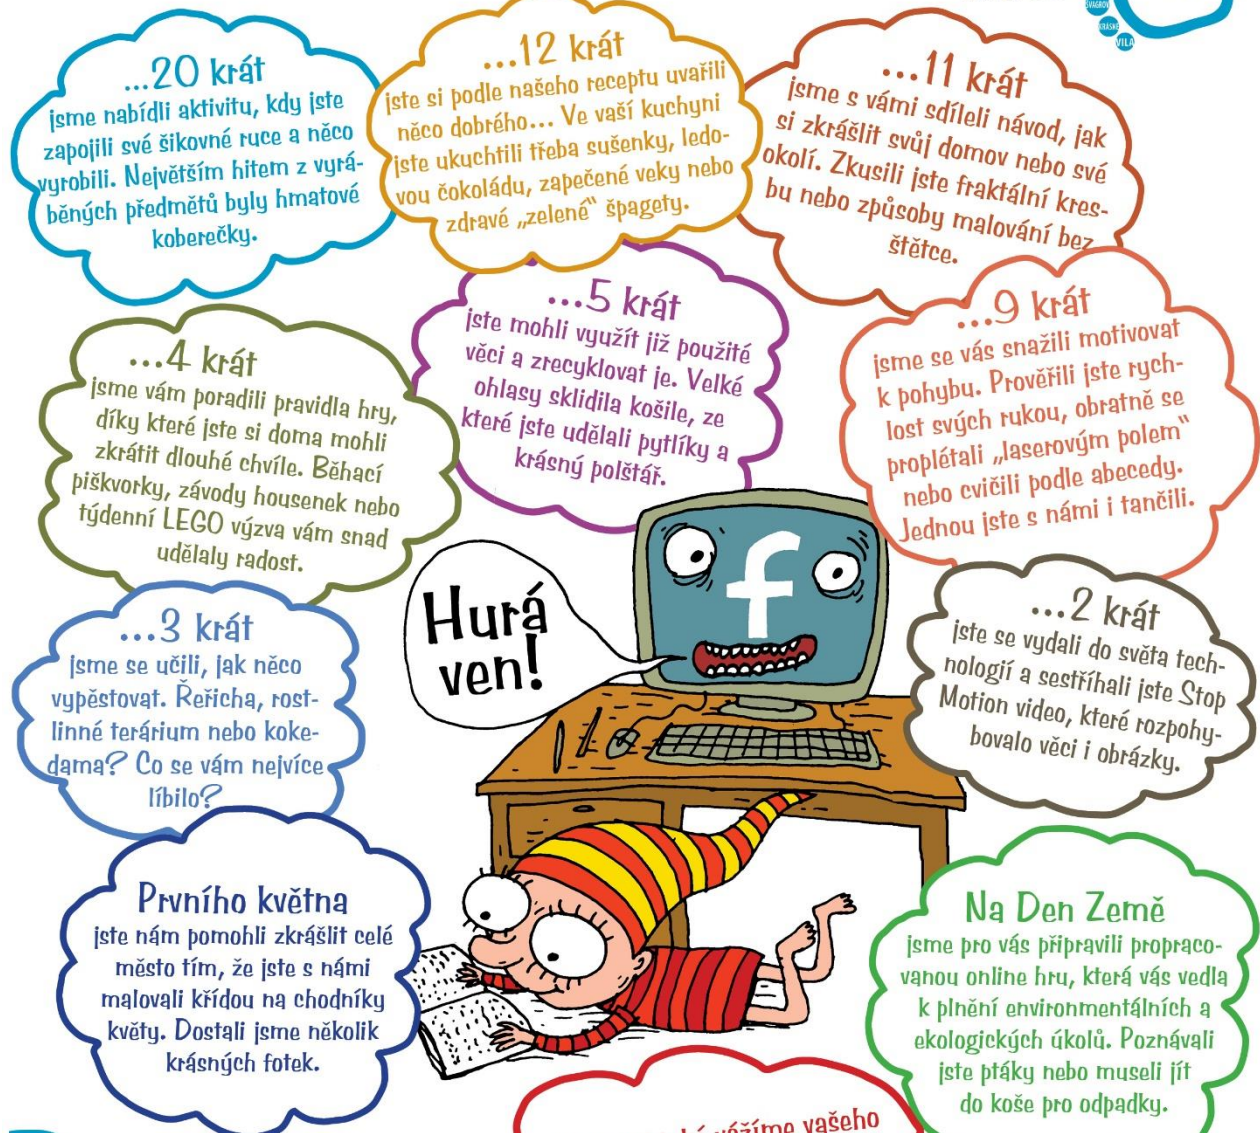 ŠVAGROV
KRÁSNÉ
VILA
...20 krát
jsme nabídli aktivitu, kdy jste
zapojili své šikovné ruce a něco
vyrobili. Největším hitem z vyrá-
běných předmětů byly hmatové
koberečky.
...12 krát
jste si podle našeho receptu uvařili
něco dobrého... Ve vaší kuchyni
jste ukuchtili třeba sušenky, ledo-
vou čokoládu, zapečené veky nebo
zdravé „zelené“ špagety.
...11 krát
jsme s vámi sdíleli návod, jak
si zkrášlit svůj domov nebo své
okolí. Zkusili jste fraktální kres-
bu nebo způsoby malování bez
štětce.
...4 krát
jsme vám poradili pravidla hry,
díky které jste si doma mohli
zkrátit dlouhé chvíle. Běhací
piškvorky, závody housenek nebo
týdenní LEGO výzva vám snad
udělaly radost.
...5 krát
jste mohli využít již použité
věci a zrecyklovat je. Velké
ohlasy sklidila košile, ze
které jste udělali pytlíky a
krásný polštář.
...9 krát
jsme se vás snažili motivovat
k pohybu. Prověřili jste rych-
lost svých rukou, obratně se
proplétali „laserovým polem“
nebo cvičili podle abecedy.
Jednou jste s námi i tančili.
...3 krát
jsme se učili, jak něco
vypěstovat. Řeřicha, rost-
linné terárium nebo koke-
dama? Co se vám nejvíce
líbilo?
Hurá
ven!
f
...2 krát
jste se vydali do světa tech-
nologií a sestříhali jste Stop
Motion video, které rozpohy-
bovalo věci i obrázky.
Prvního května
jste nám pomohli zkrášlit celé
město tím, že jste s námi
malovali křídou na chodníky
květy. Dostali jsme několik
krásných fotek.
Na Den Země
jsme pro vás připravili propraco-
vanou online hru, která vás vedla
k plnění environmentálních a
ekologických úkolů. Poznávali
jste ptáky nebo museli jít
do koše pro odpadky.
vážíme vašeho